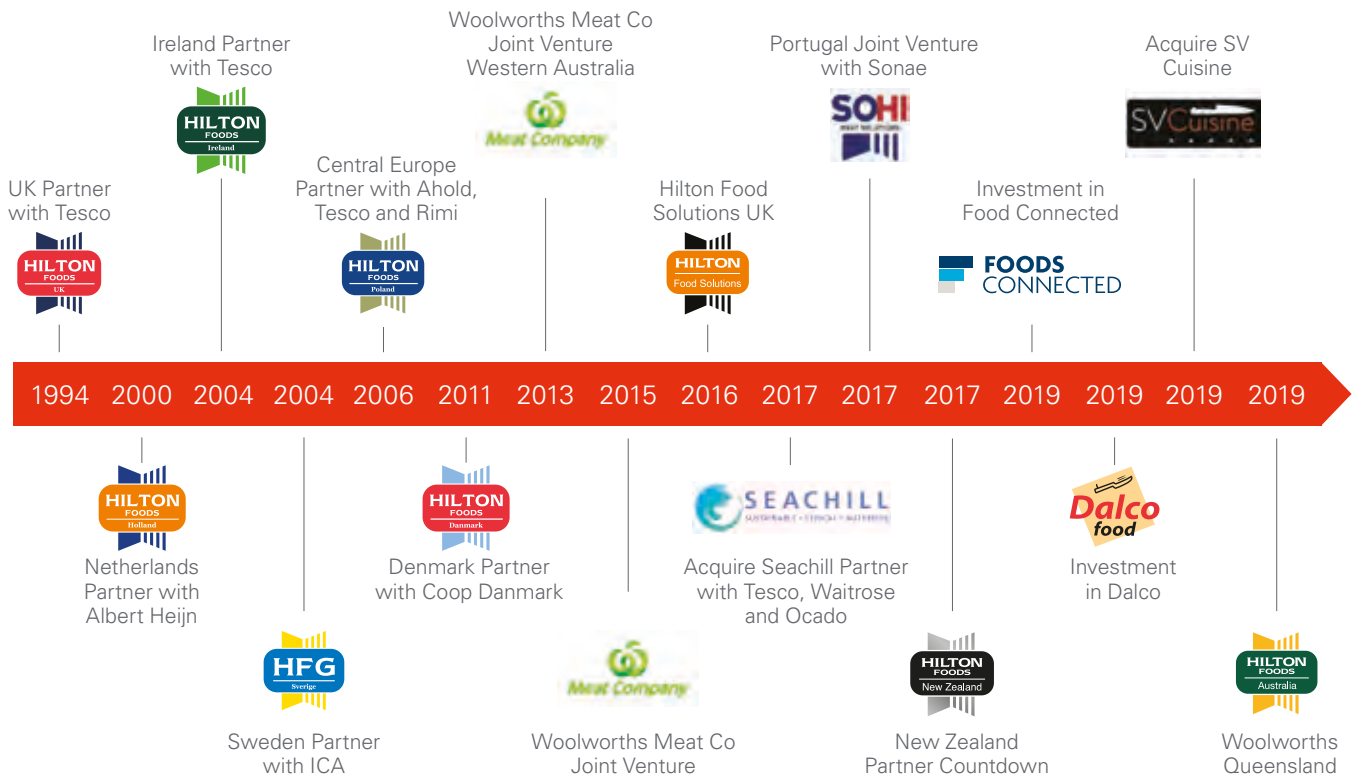 Woolworths Meat Co
Joint Venture
Western Australia
Ireland Partner
with Tesco
Portugal Joint Venture
with Sonae
Acquire SV
Cuisine
HILTON
FOODS
Ireland
Meat Company
SOHI
MEAT SOLUTIONS
SVCuisine
UK Partner
with Tesco
Central Europe
Partner with Ahold,
Tesco and Rimi
Hilton Food
Solutions UK
Investment in
Food Connected
HILTON
FOODS
UK
HILTON
FOODS
Poland
HILTON
Food Solutions
FOODS
CONNECTED
1994 2000 2004 2004 2006 2011 2013 2015 2016 2017 2017 2017 2019 2019 2019 2019
HILTON
FOODS
Holland
HILTON
FOODS
Danmark
SEACHILL
Dalco
food
Netherlands
Partner with
Albert Heijn
Denmark Partner
with Coop Danmark
Acquire Seachill Partner
with Tesco, Waitrose
and Ocado
Investment
in Dalco
HFG
Sverige
Meat Company
HILTON
FOODS
New Zealand
HILTON
FOODS
Australia
Sweden Partner
with ICA
Woolworths Meat Co
Joint Venture
New Zealand
Partner Countdown
Woolworths
Queensland